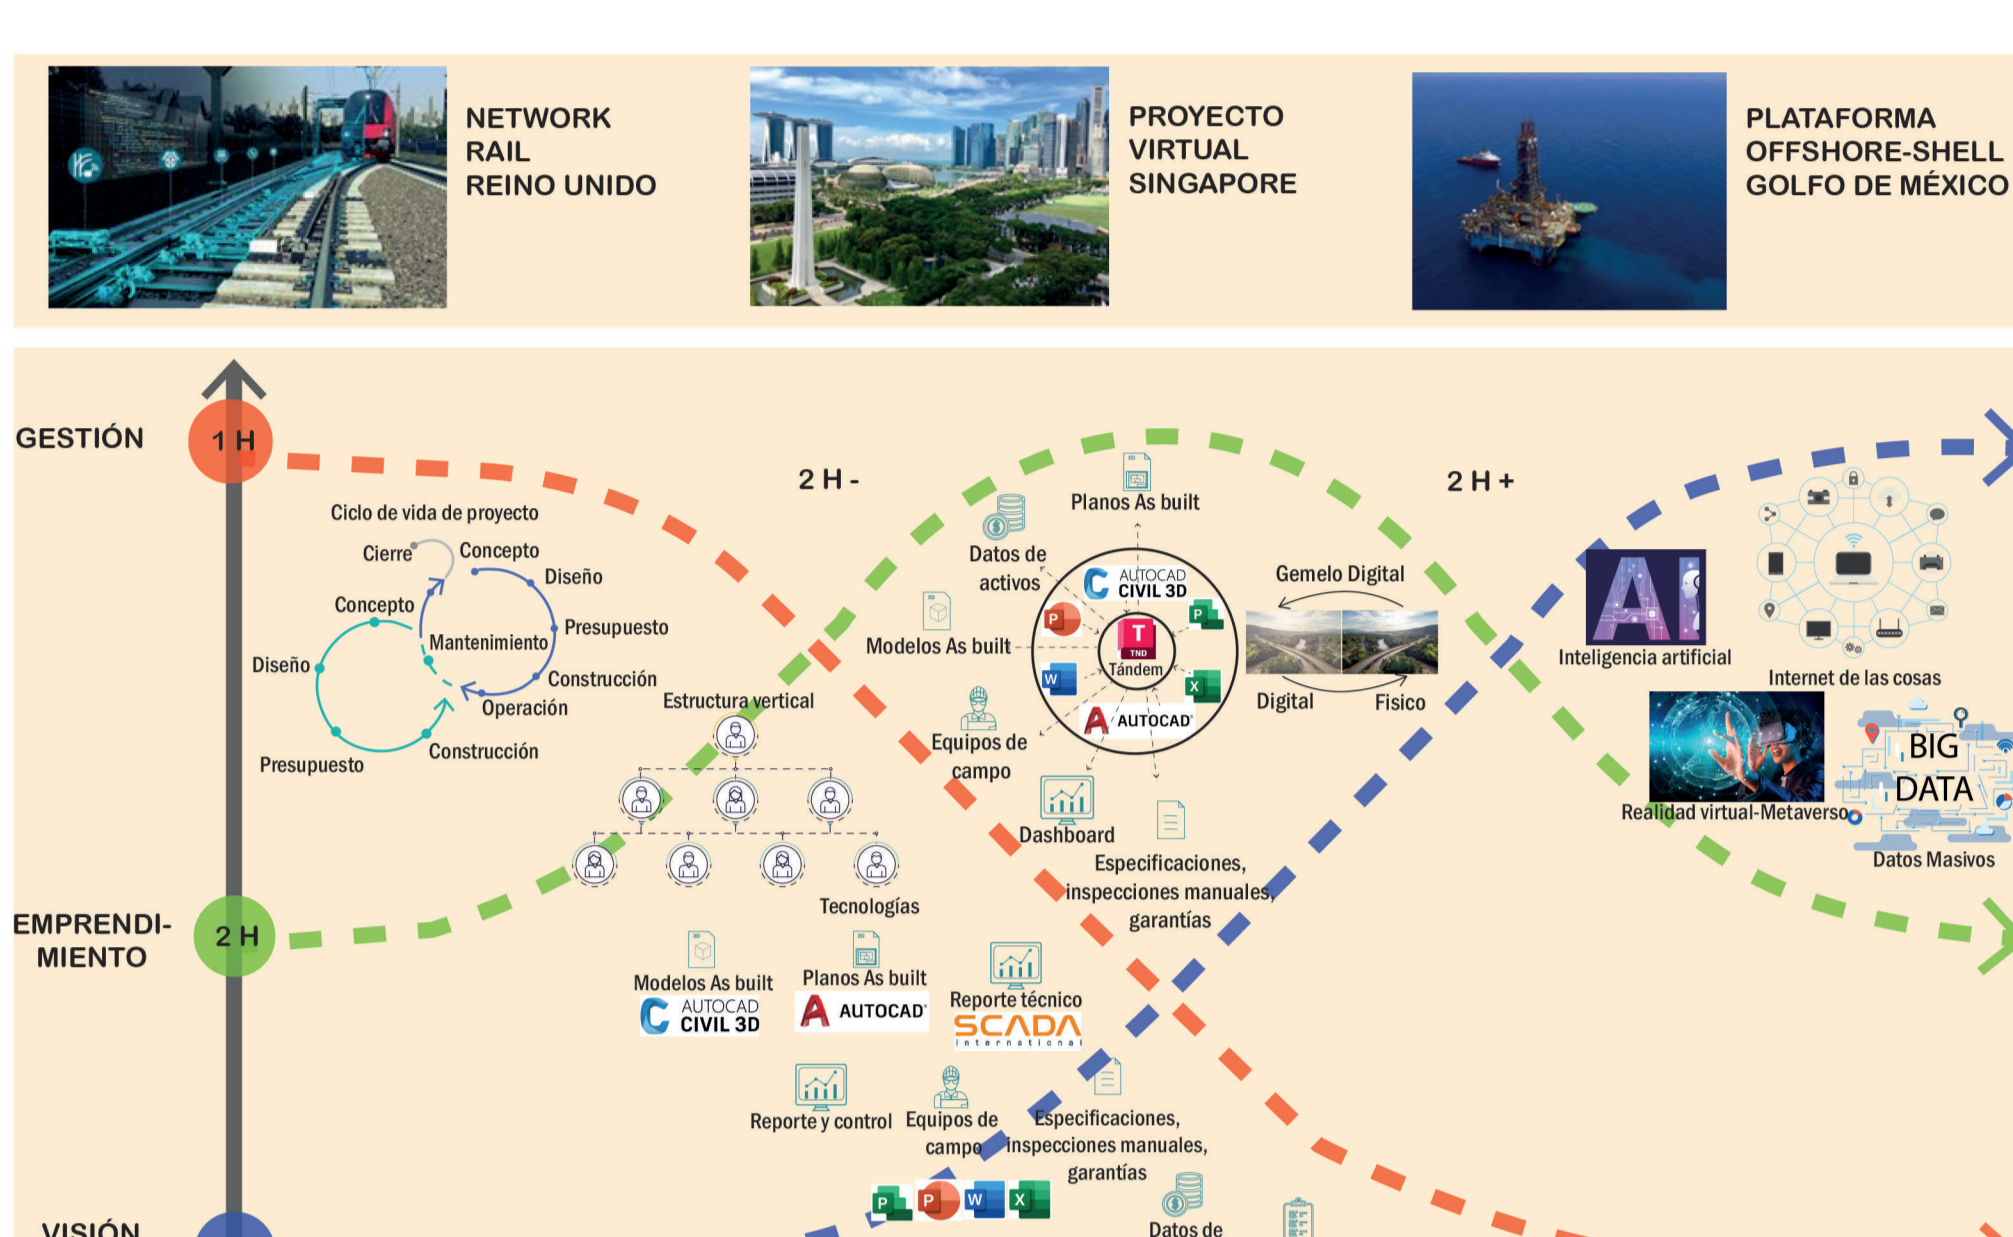 NETWORK
RAIL
REINO UNIDO
PROYECTO
VIRTUAL
SINGAPORE
PLATAFORMA
OFFSHORE-SHELL
GOLFO DE MÉXICO
GESTIÓN
1 H
2 H -
2 H +
Ciclo de vida de proyecto
Cierre
Concepto
Diseño
Concepto
Presupuesto
Mantenimiento
Diseño
Construcción
Operación
Construcción
Presupuesto
Estructura vertical
Tecnologías
Planos As built
Datos de
activos
AUTOCAD
CIVIL 3D
Modelos As built
T
TND
Tándem
P
P
W
X
AUTOCAD
Equipos de
campo
Dashboard
Especificaciones,
inspecciones manuales,
garantías
Gemelo Digital
Digital
Fisico
AI
Inteligencia artificial
Internet de las cosas
Realidad virtual-Metaverso
BIG
DATA
Datos Masivos
EMPRENDI-
MIENTO
2 H
3D
2D
Modelos As built
AUTOCAD
CIVIL 3D
Planos As built
AUTOCAD
Reporte técnico
SCADA
international
Reporte y control
Equipos de
campo
Especificaciones,
inspecciones manuales,
garantías
P
P
W
X
Datos de
VISIÓN